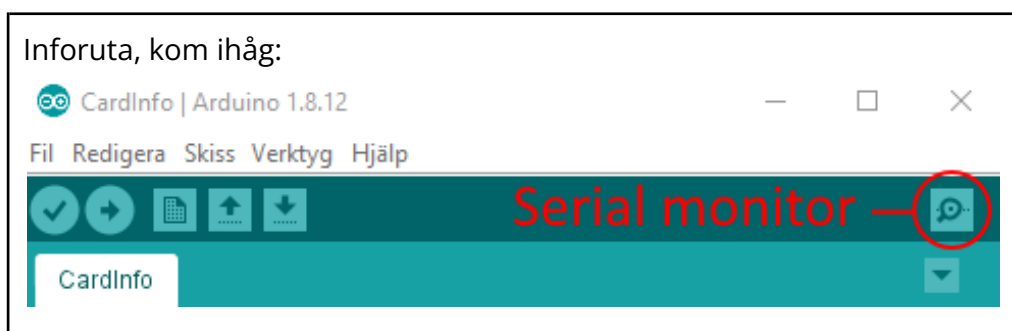 Inforuta, kom ihåg:
CardInfo | Arduino 1.8.12
Fil Redigera Skiss Verktyg Hjälp
Serial monitor
CardInfo